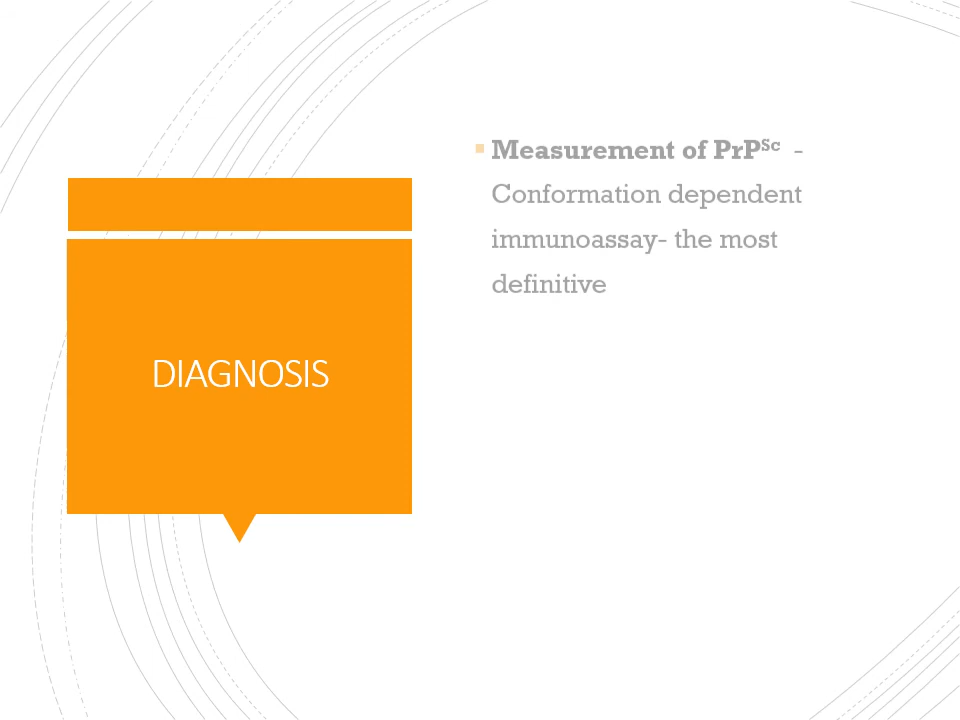 DIAGNOSIS
▪ Measurement of PrPSc -
Conformation dependent
immunoassay- the most
definitive